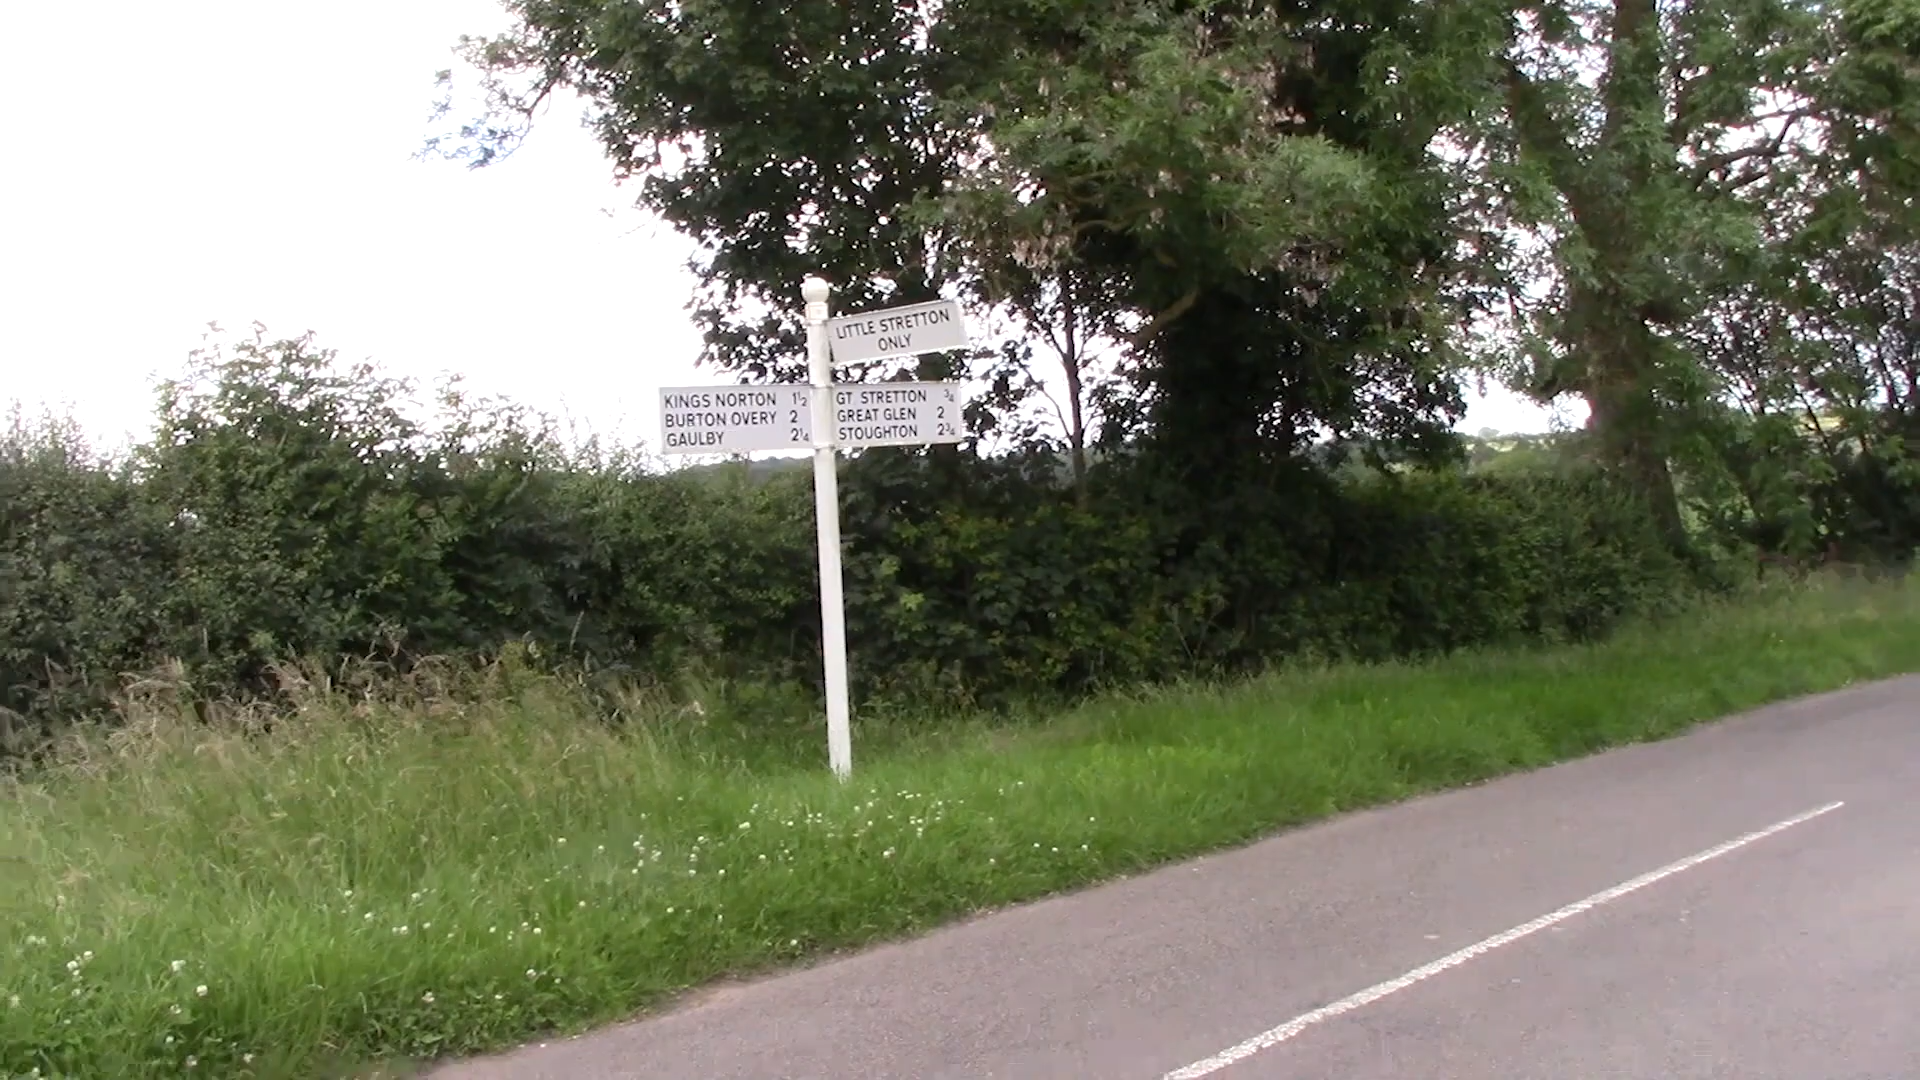 LITTLE STRETTON
ONLY
KINGS NORTON 1½
BURTON OVERY 2
GAULBY 2¼
GT STRETTON ¾
GREAT GLEN 2
STOUGHTON 2¾